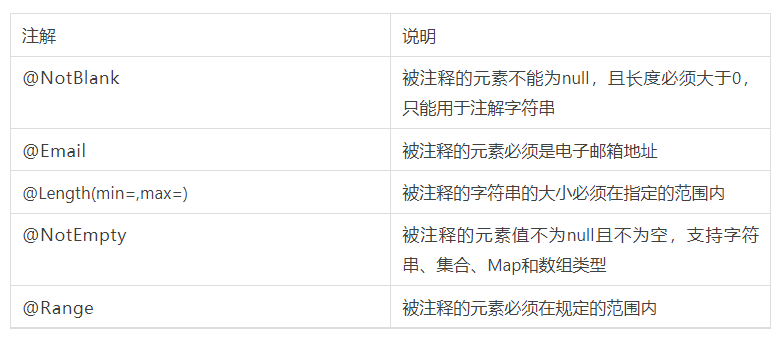 注解 说明
@NotBlank 被注释的元素不能为null，且长度必须大于0，
只能用于注解字符串
@Email 被注释的元素必须是电子邮箱地址
@Length(min=,max=) 被注释的字符串的大小必须在指定的范围内
@NotEmpty 被注释的元素值不为null且不为空，支持字符
串、集合、Map和数组类型
@Range 被注释的元素必须在规定的范围内